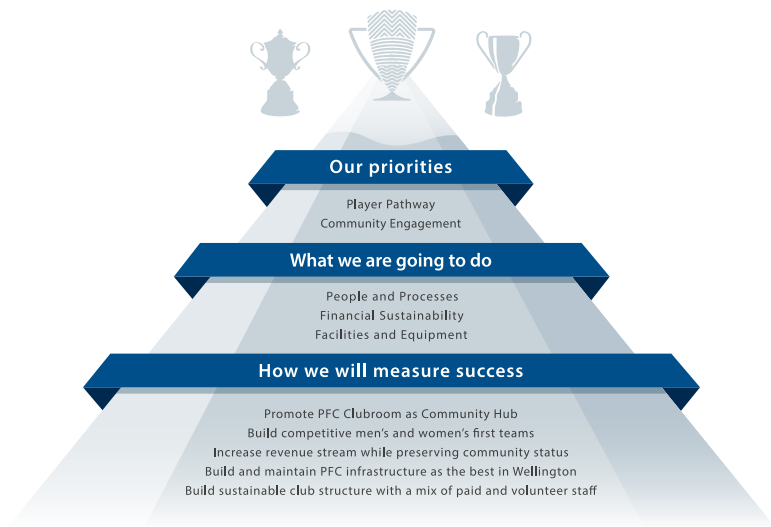 Our priorities
Player Pathway
Community Engagement
What we are going to do
People and Processes
Financial Sustainability
Facilities and Equipment
How we will measure success
Promote PFC Clubroom as Community Hub
Build competitive men's and women's first teams
Increase revenue stream while preserving community status
Build and maintain PFC infrastructure as the best in Wellington
Build sustainable club structure with a mix of paid and volunteer staff